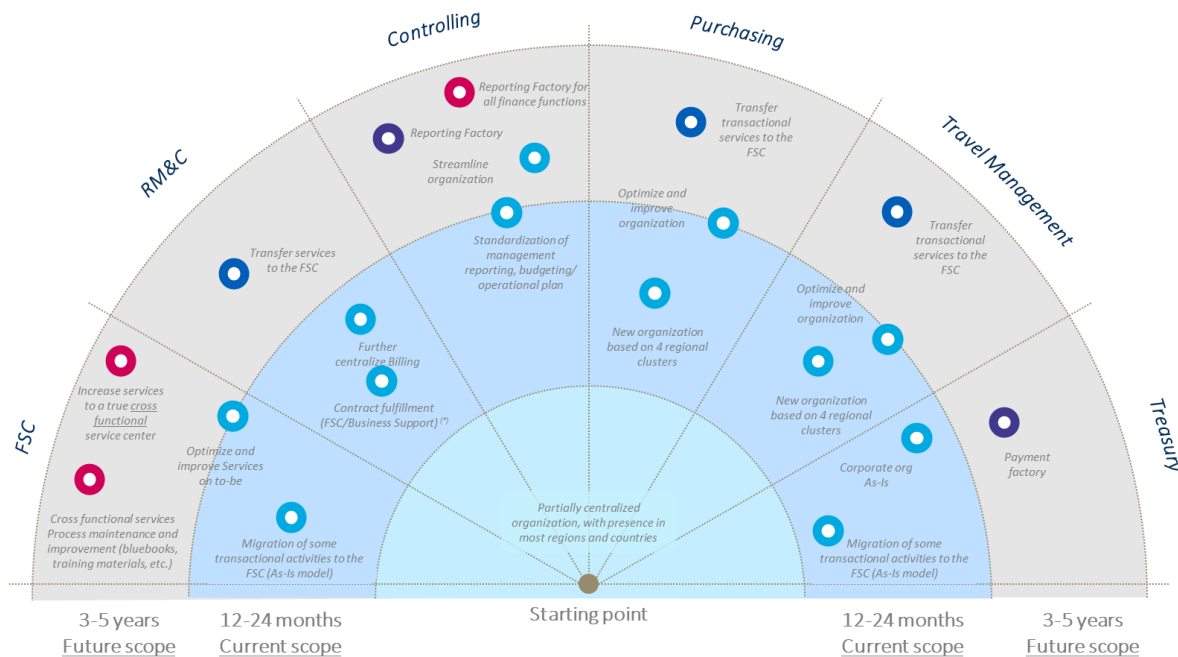 Controlling
Purchasing
RM&C
Travel Management
FSC
Treasury
Reporting Factory for
all finance functions
Reporting Factory
Streamline
organization
Standardization of
management
reporting, budgeting/
operational plan
Transfer
transactional
services to the
FSC
Optimize and
improve
organization
New organization
based on 4 regional
clusters
Transfer
transactional
services to the
FSC
Optimize and
improve
organization
New organization
based on 4 regional
clusters
Transfer services
to the FSC
Further
centralize Billing
Contract fulfillment
(FSC/Business Support) (*)
Increase services
to a true cross
functional
service center
Optimize and
improve Services
on to-be
Cross functional services
Process maintenance and
improvement (bluebooks,
training materials, etc.)
Migration of some
transactional activities to the
FSC (As-Is model)
Partially centralized
organization, with presence in
most regions and countries
Corporate org
As-Is
Payment
factory
Migration of some
transactional activities to the
FSC (As-Is model)
3-5 years
Future scope
12-24 months
Current scope
Starting point
12-24 months
Current scope
3-5 years
Future scope